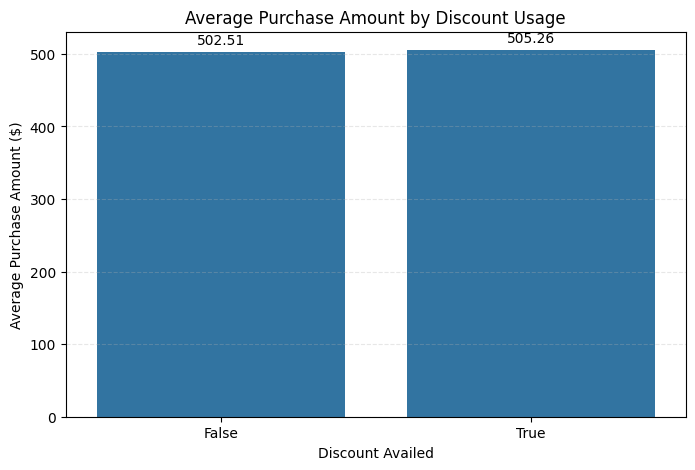 Average Purchase Amount by Discount Usage
502.51
505.26
500
400
300
200
100
0
Average Purchase Amount ($)
False
True
Discount Availed